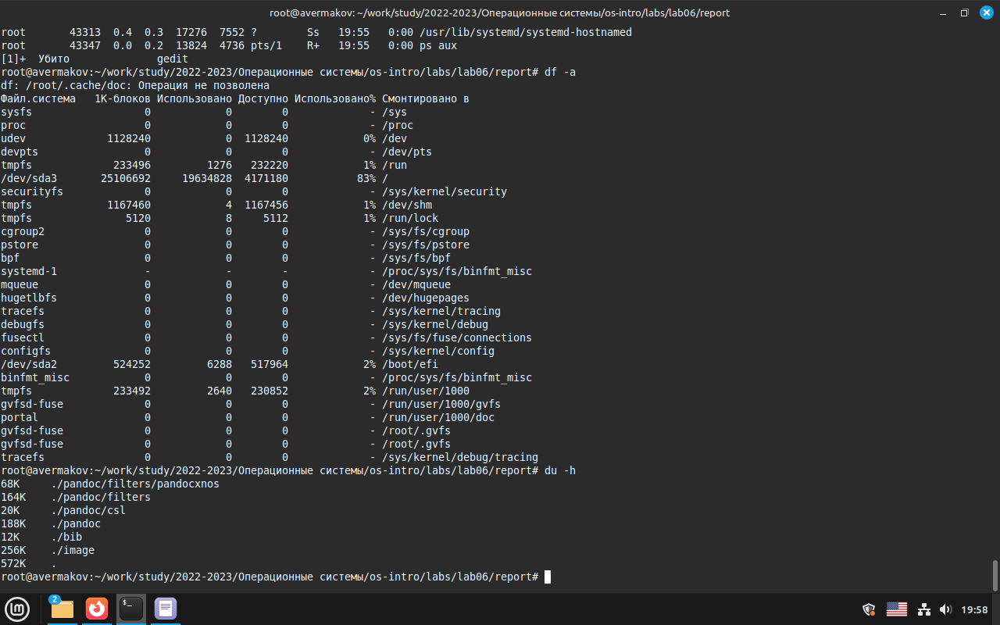 root@avermakov: ~/work/study/2022-2023/Операционные системы/os-intro/labs/lab06/report
root       43313  0.4  0.3  17276  7552 ?        Ss   19:55   0:00 /usr/lib/systemd/systemd-hostnamed
root       43347  0.0  0.2  13824  4736 pts/1    R+   19:55   0:00 ps aux
[1]+  Убито              gedit
root@avermakov:~/work/study/2022-2023/Операционные системы/os-intro/labs/lab06/report# df -a
df: /root/.cache/doc: Операция не позволена
Файл.система   1K-блоков Использовано Доступно Использовано% Смонтировано в
sysfs                  0            0        0             - /sys
proc                   0            0        0             - /proc
udev             1128240            0  1128240            0% /dev
devpts                 0            0        0             - /dev/pts
tmpfs             233496         1276   232220            1% /run
/dev/sda3       25106692     19634828  4171180           83% /
securityfs             0            0        0             - /sys/kernel/security
tmpfs            1167460            4  1167456            1% /dev/shm
tmpfs               5120            8     5112            1% /run/lock
cgroup2                0            0        0             - /sys/fs/cgroup
pstore                 0            0        0             - /sys/fs/pstore
bpf                    0            0        0             - /sys/fs/bpf
systemd-1              -            -        -             - /proc/sys/fs/binfmt_misc
mqueue                 0            0        0             - /dev/mqueue
hugetlbfs              0            0        0             - /dev/hugepages
tracefs                0            0        0             - /sys/kernel/tracing
debugfs                0            0        0             - /sys/kernel/debug
fusectl                0            0        0             - /sys/fs/fuse/connections
configfs               0            0        0             - /sys/kernel/config
/dev/sda2         524252         6288   517964            2% /boot/efi
binfmt_misc            0            0        0             - /proc/sys/fs/binfmt_misc
tmpfs             233492         2640   230852            2% /run/user/1000
gvfsd-fuse             0            0        0             - /run/user/1000/gvfs
portal                 0            0        0             - /run/user/1000/doc
gvfsd-fuse             0            0        0             - /root/.gvfs
gvfsd-fuse             0            0        0             - /root/.gvfs
tracefs                0            0        0             - /sys/kernel/debug/tracing
root@avermakov:~/work/study/2022-2023/Операционные системы/os-intro/labs/lab06/report# du -h
68K     ./pandoc/filters/pandocxnos
164K    ./pandoc/filters
20K     ./pandoc/csl
188K    ./pandoc
12K     ./bib
256K    ./image
572K    .
root@avermakov:~/work/study/2022-2023/Операционные системы/os-intro/labs/lab06/report#
2
$_
19:58